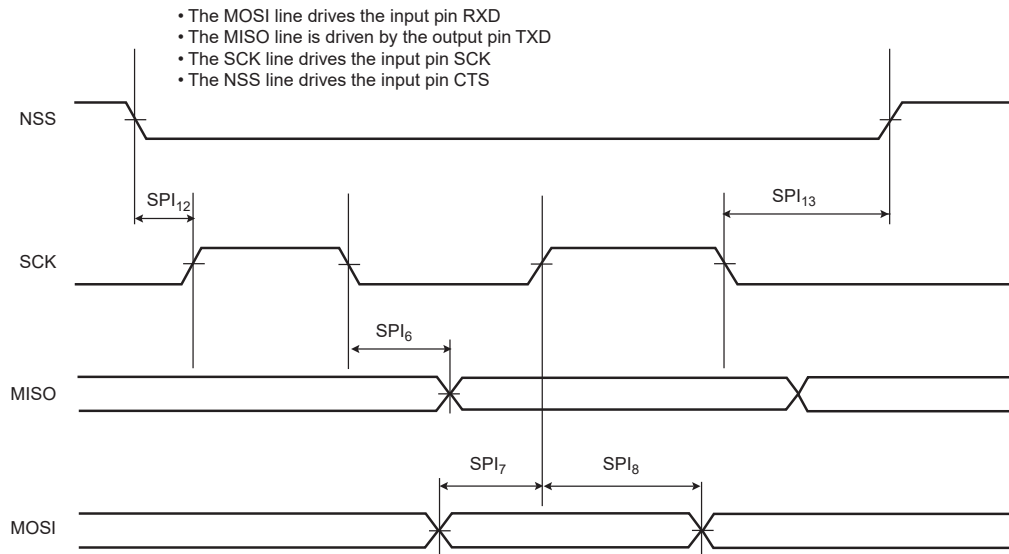 • The MOSI line drives the input pin RXD
• The MISO line is driven by the output pin TXD
• The SCK line drives the input pin SCK
• The NSS line drives the input pin CTS
NSS
SPI12
SPI13
SCK
SPI6
MISO
SPI7
SPI8
MOSI